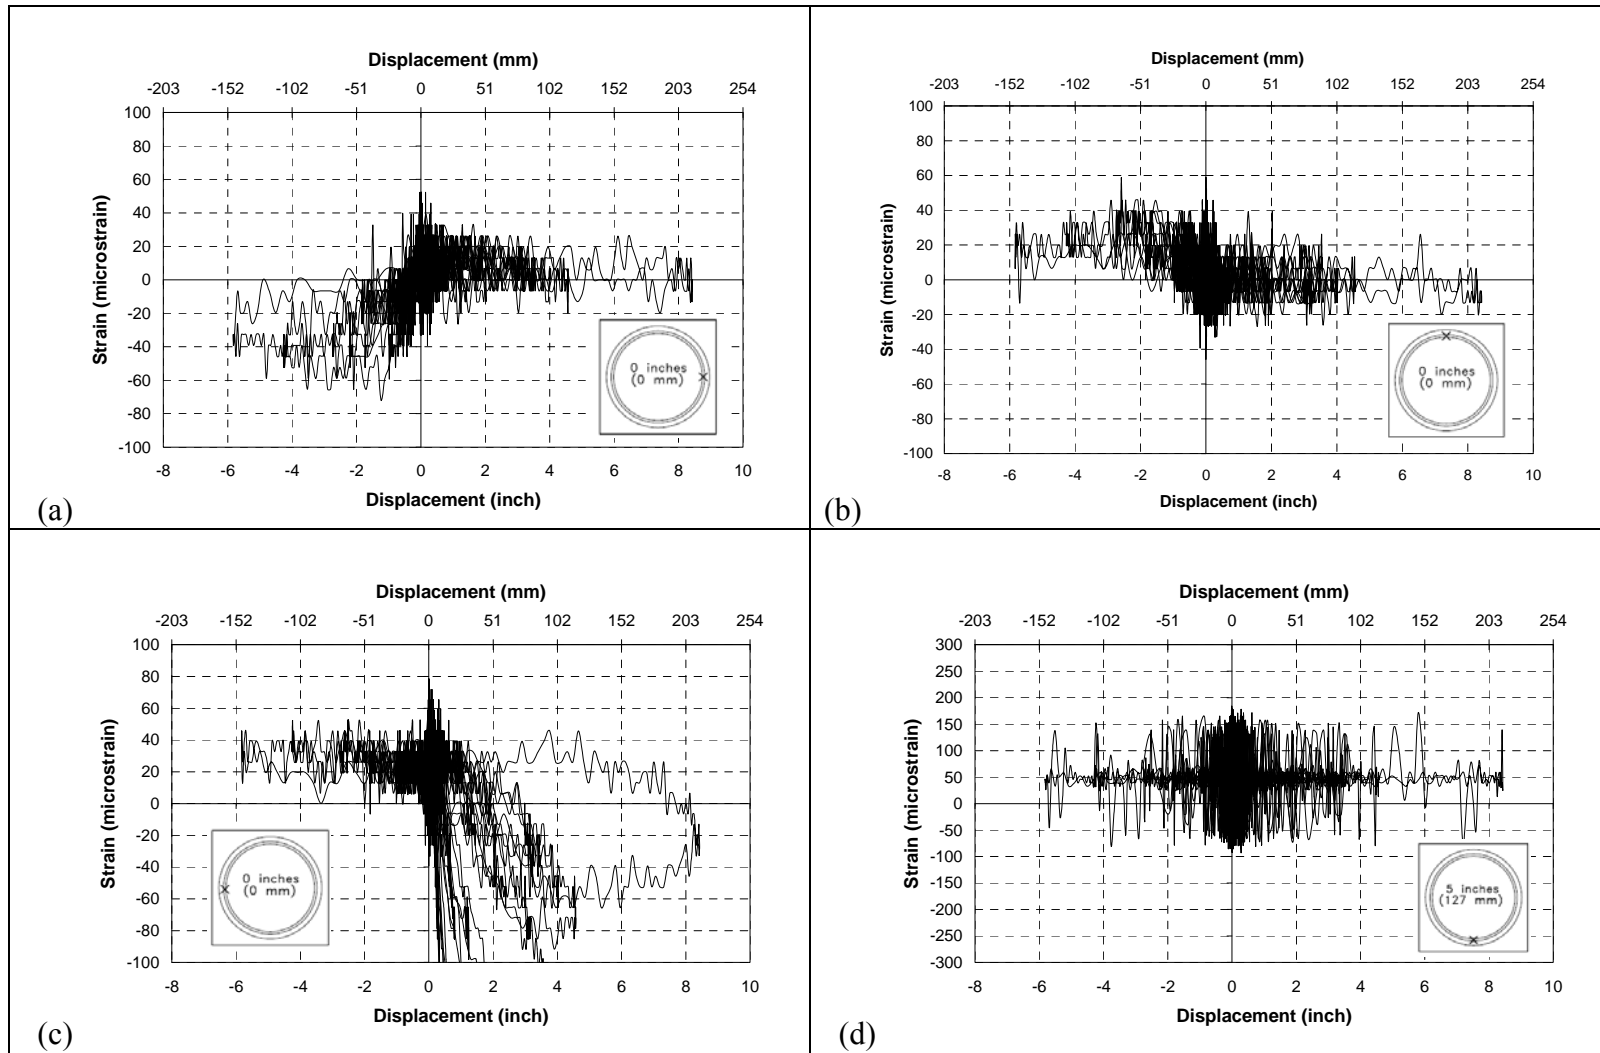 Displacement (mm)
-203 -152 -102 -51 0 51 102 152 203 254
100
80
60
40
20
0
-20
-40
-60
-80
-100
Strain (microstrain)
0 inches
(0 mm)
-8 -6 -4 -2 0 2 4 6 8 10
Displacement (inch)
(a)
Displacement (mm)
-203 -152 -102 -51 0 51 102 152 203 254
100
80
60
40
20
0
-20
-40
-60
-80
-100
Strain (microstrain)
0 inches
(0 mm)
-8 -6 -4 -2 0 2 4 6 8 10
Displacement (inch)
(b)
Displacement (mm)
-203 -152 -102 -51 0 51 102 152 203 254
100
80
60
40
20
0
-20
-40
-60
-80
-100
Strain (microstrain)
0 inches
(0 mm)
-8 -6 -4 -2 0 2 4 6 8 10
Displacement (inch)
(c)
Displacement (mm)
-203 -152 -102 -51 0 51 102 152 203 254
300
250
200
150
100
50
0
-50
-100
-150
-200
-250
-300
Strain (microstrain)
5 inches
(127 mm)
-8 -6 -4 -2 0 2 4 6 8 10
Displacement (inch)
(d)